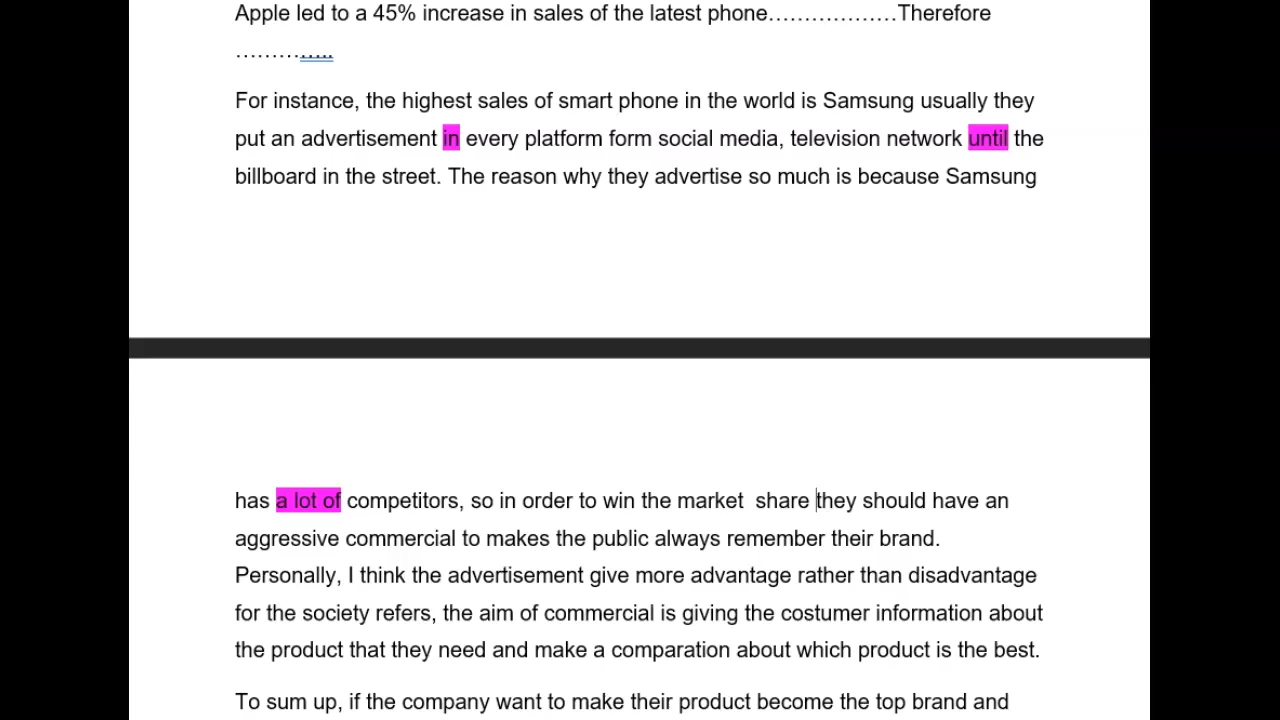 Apple led to a 45% increase in sales of the latest phone………………Therefore
…………..
For instance, the highest sales of smart phone in the world is Samsung usually they
put an advertisement in every platform form social media, television network until the
billboard in the street. The reason why they advertise so much is because Samsung
has a lot of competitors, so in order to win the market  share they should have an
aggressive commercial to makes the public always remember their brand.
Personally, I think the advertisement give more advantage rather than disadvantage
for the society refers, the aim of commercial is giving the costumer information about
the product that they need and make a comparation about which product is the best.
To sum up, if the company want to make their product become the top brand and